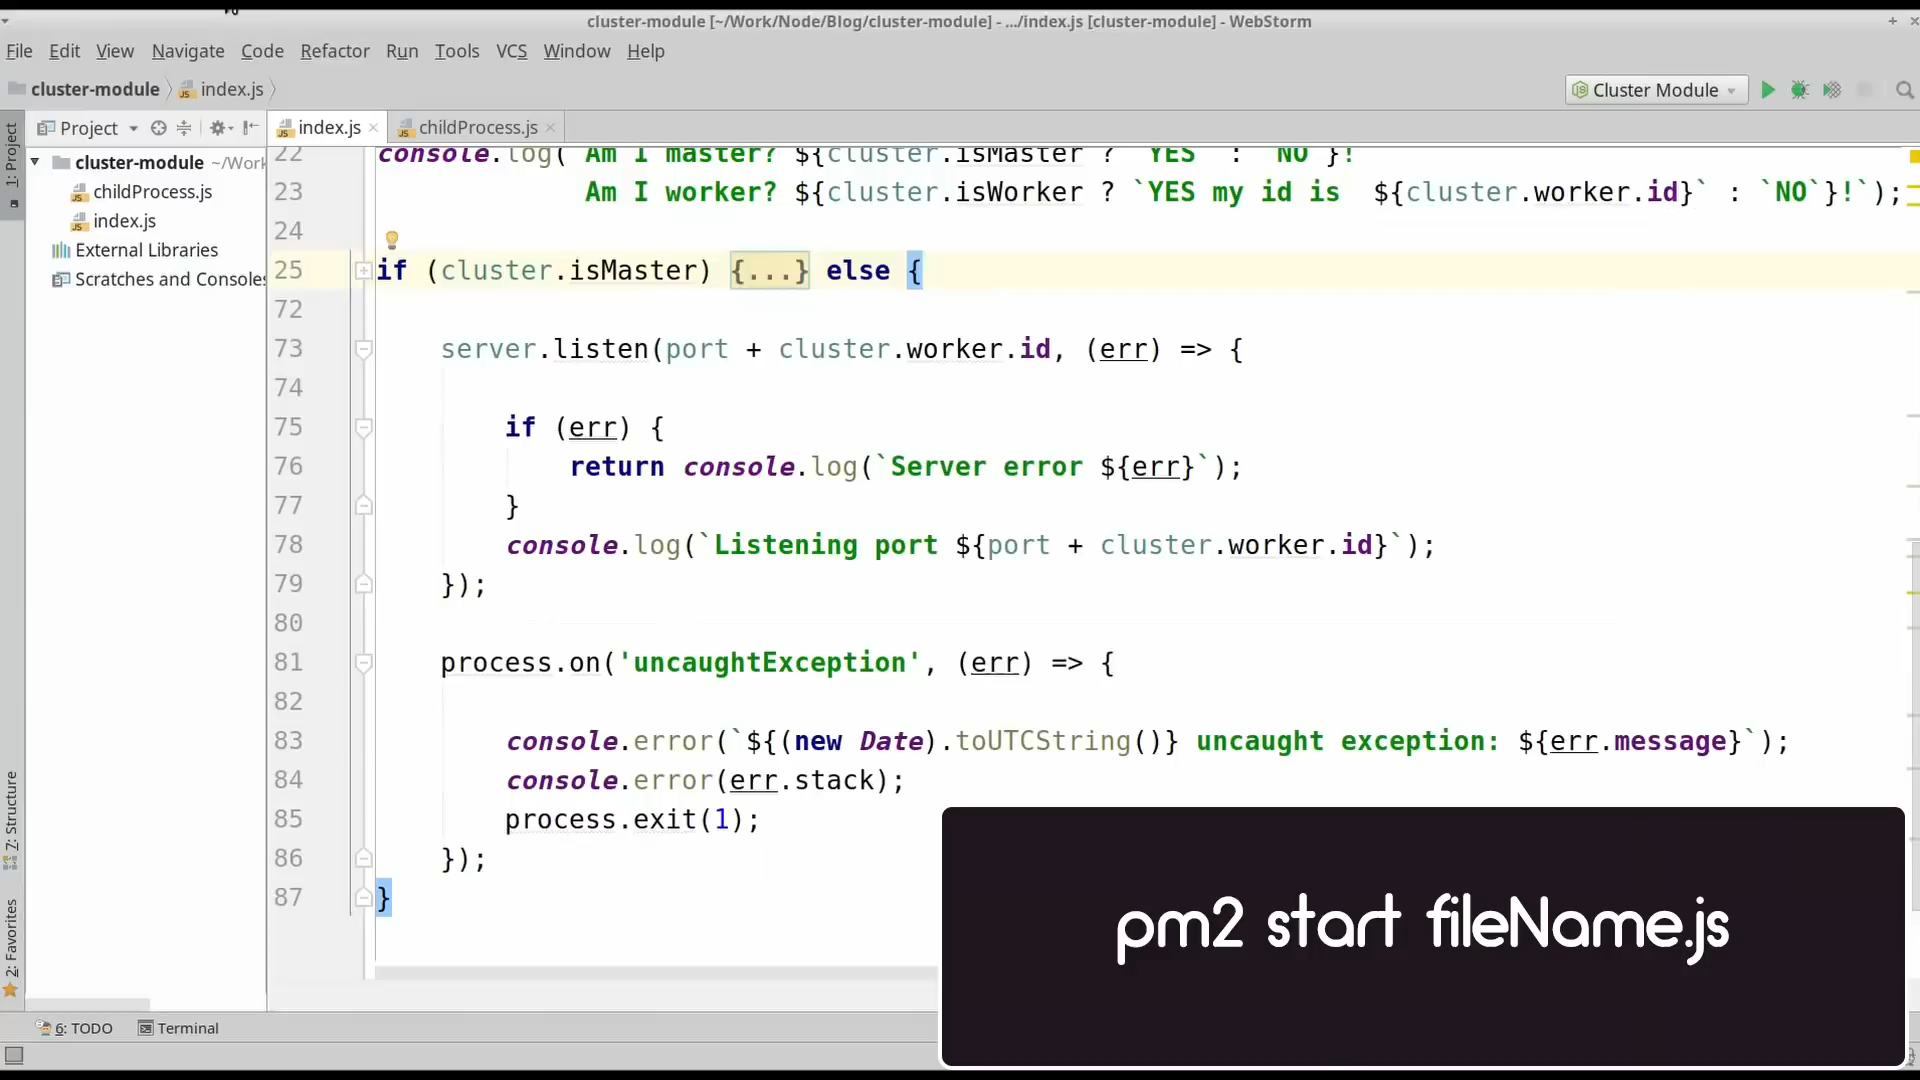 cluster-module [~/Work/Node/Blog/cluster-module] - .../index.js [cluster-module] - WebStorm
File Edit View Navigate Code Refactor Run Tools VCS Window Help
cluster-module index.js
Cluster Module
Project
index.js
childProcess.js
1: Project
cluster-module ~/Work
childProcess.js
index.js
External Libraries
Scratches and Consoles
7: Structure
2: Favorites
22 console.log(`Am I master? ${cluster.isMaster ? `YES` : `NO`}!
23 Am I worker? ${cluster.isWorker ? `YES my id is ${cluster.worker.id}` : `NO`}!`);
24
25 if (cluster.isMaster) {...} else {
72
73 server.listen(port + cluster.worker.id, (err) => {
74
75 if (err) {
76 return console.log(`Server error ${err}`);
77 }
78 console.log(`Listening port ${port + cluster.worker.id}`);
79 });
80
81 process.on('uncaughtException', (err) => {
82
83 console.error(`${(new Date).toUTCString()} uncaught exception: ${err.message}`);
84 console.error(err.stack);
85 process.exit(1);
86 });
87 }
pm2 start fileName.js
6: TODO
Terminal